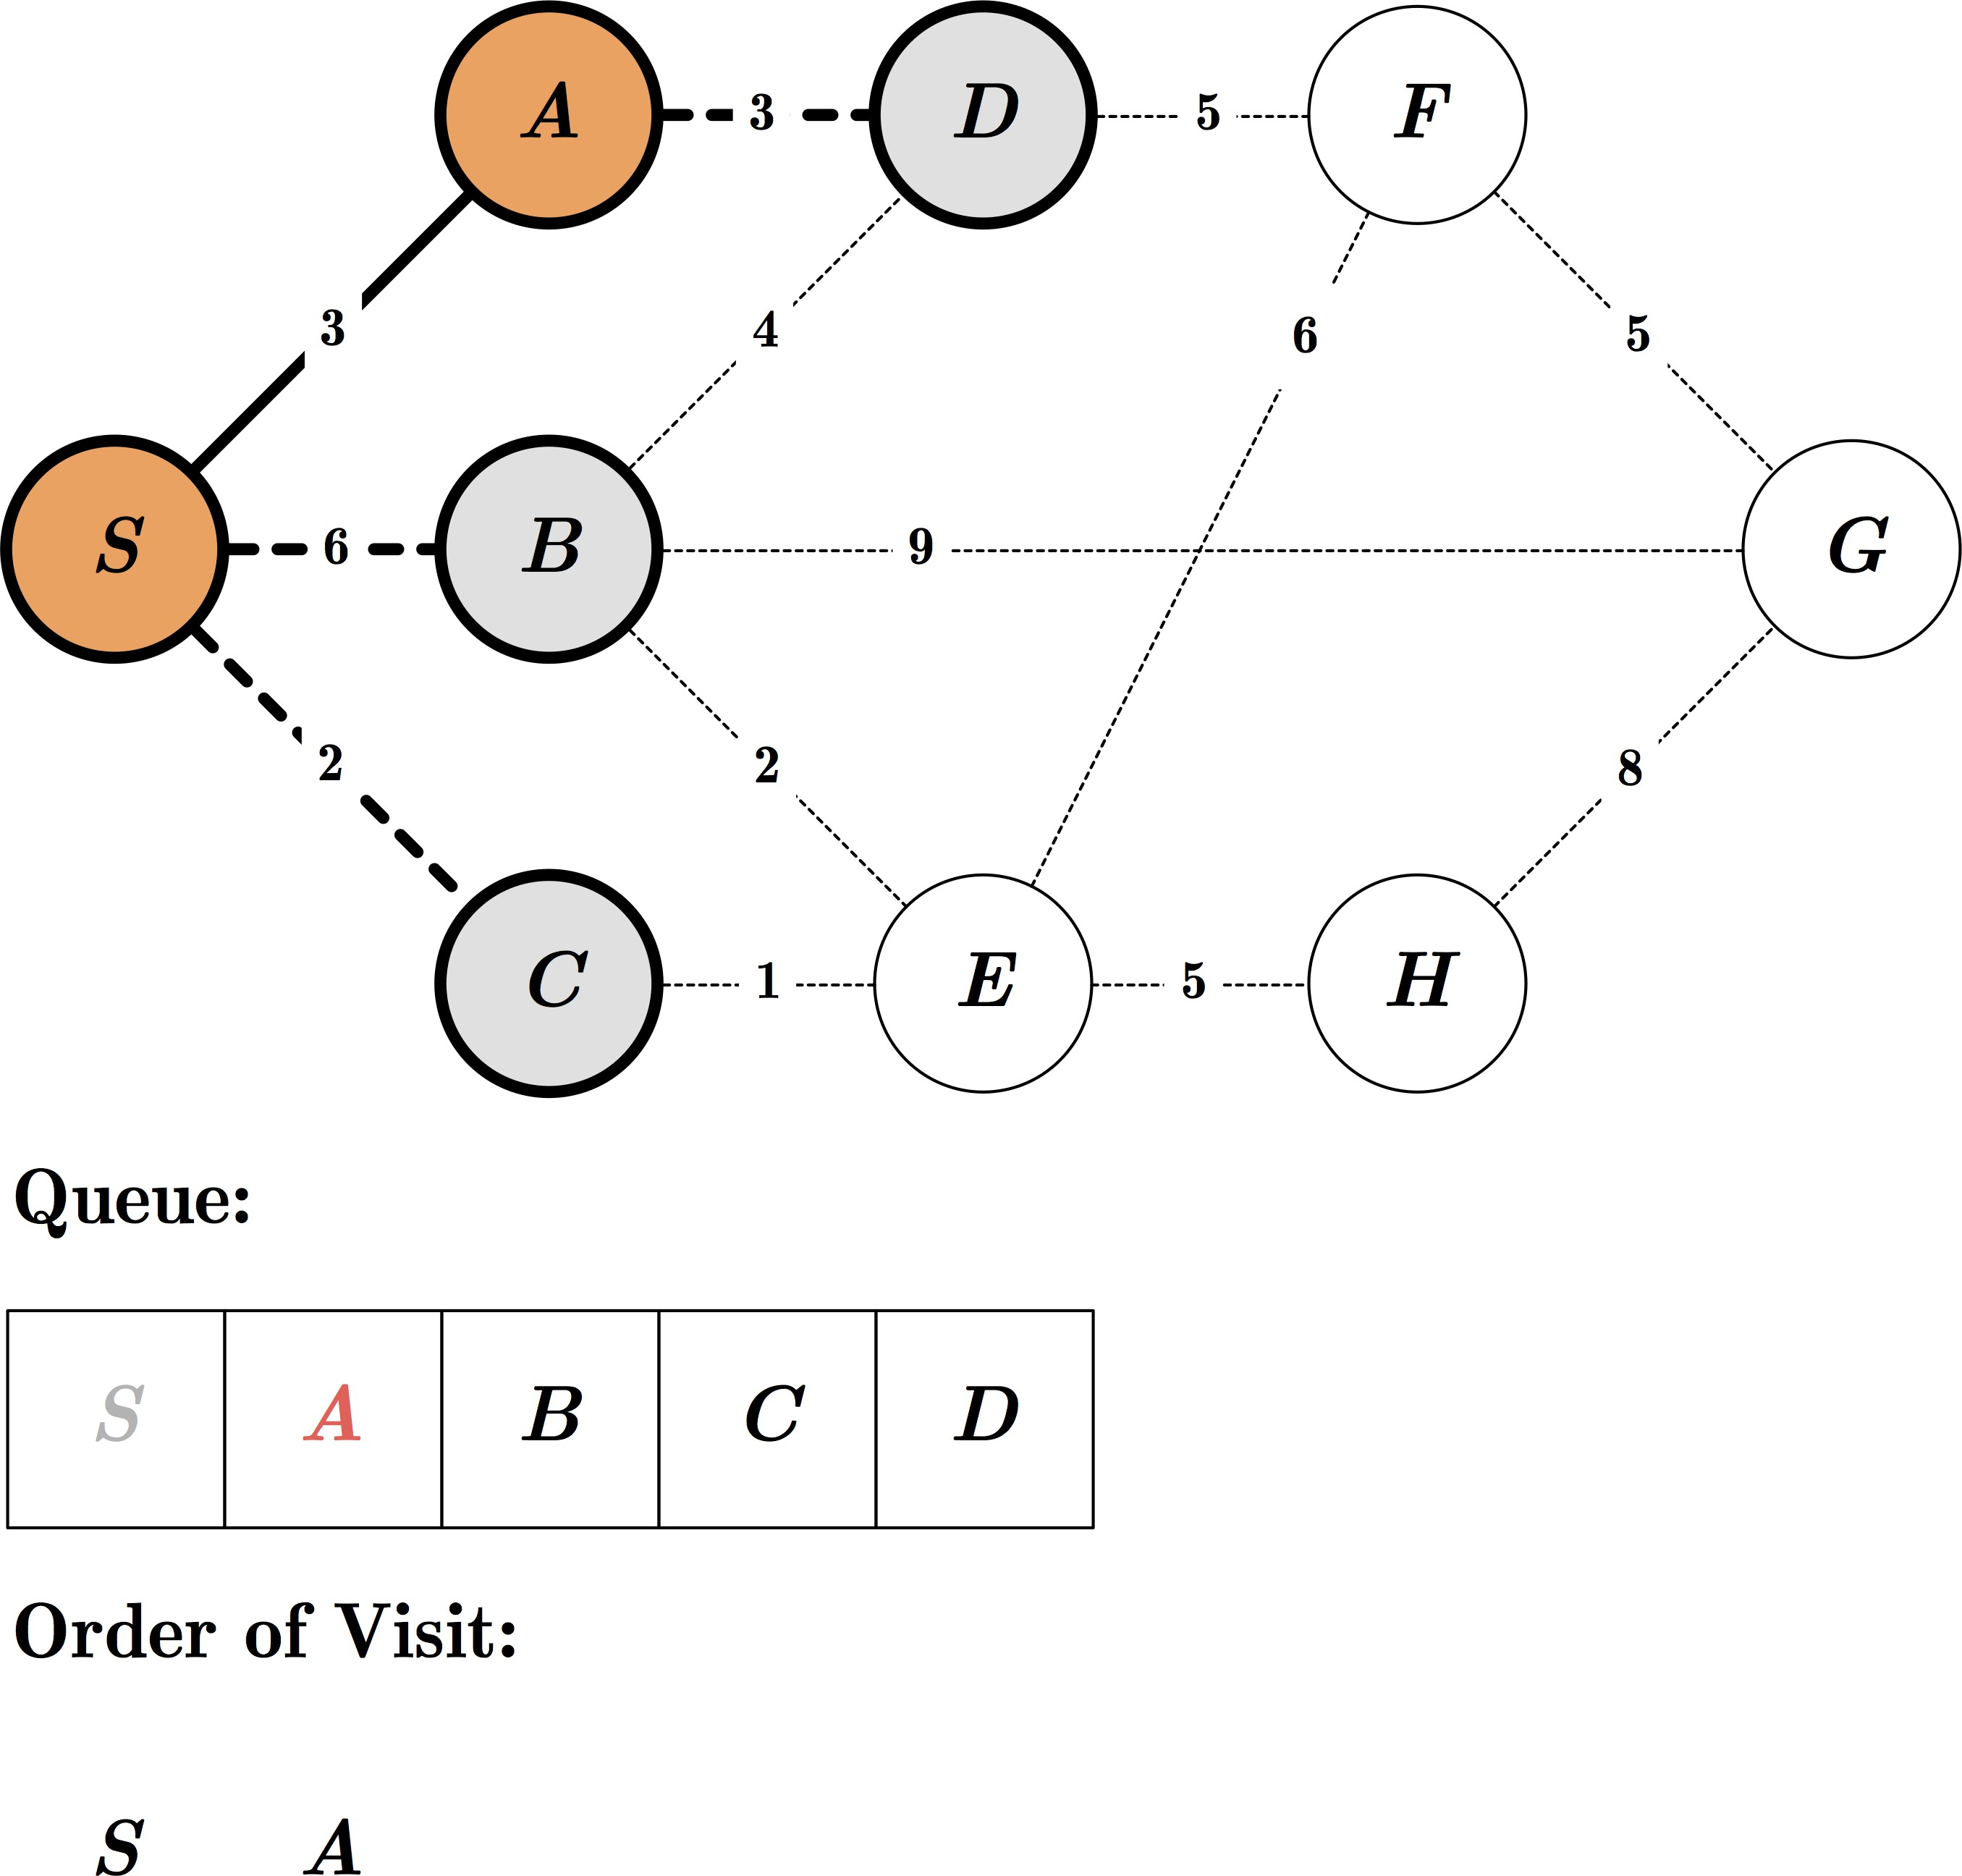 A 3 D 5 F
3 4 6 5
S 6 B 9 G
2 2 8
C 1 E 5 H
Queue:
S A B C D
Order of Visit:
S A